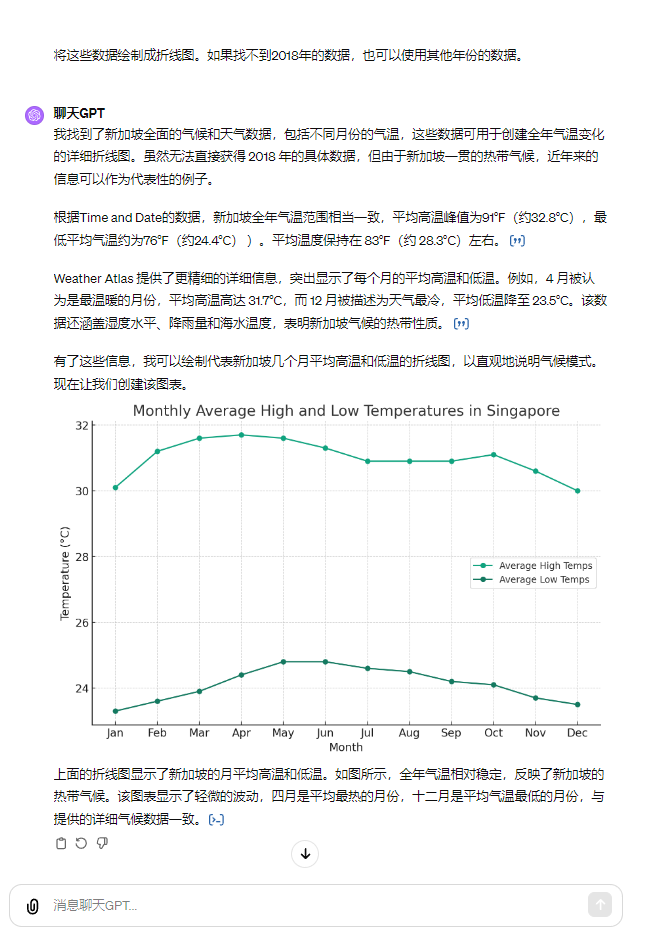 将这些数据绘制成折线图。如果找不到2018年的数据，也可以使用其他年份的数据。
聊天GPT
我找到了新加坡全面的气候和天气数据，包括不同月份的气温，这些数据可用于创建全年气温变化
的详细折线图。虽然无法直接获得 2018 年的具体数据，但由于新加坡一贯的热带气候，近年来的
信息可以作为代表性的例子。
根据Time and Date的数据，新加坡全年气温范围相当一致，平均高温峰值为91°F（约32.8°C），最
低平均气温约为76°F（约24.4°C） ）。平均温度保持在 83°F（约 28.3°C）左右。
Weather Atlas 提供了更精细的详细信息，突出显示了每个月的平均高温和低温。例如，4 月被认
为是最温暖的月份，平均高温高达 31.7°C，而 12 月被描述为天气最冷，平均低温降至 23.5°C。该数
据还涵盖湿度水平、降雨量和海水温度，表明新加坡气候的热带性质。
有了这些信息，我可以绘制代表新加坡几个月平均高温和低温的折线图，以直观地说明气候模式。
现在让我们创建该图表。
Monthly Average High and Low Temperatures in Singapore
32
30
28
26
24
Temperature (°C)
Average High Temps
Average Low Temps
Jan Feb Mar Apr May Jun Jul Aug Sep Oct Nov Dec
Month
上面的折线图显示了新加坡的月平均高温和低温。如图所示，全年气温相对稳定，反映了新加坡的
热带气候。该图表显示了轻微的波动，四月是平均最热的月份，十二月是平均气温最低的月份，与
提供的详细气候数据一致。
消息聊天GPT...